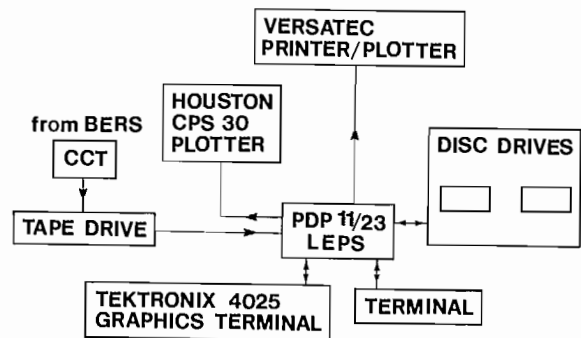 VERSATEC
PRINTER/PLOTTER
HOUSTON
CPS 30
PLOTTER
from BERS
CCT
DISC DRIVES
TAPE DRIVE
PDP 11/23
LEPS
TEKTRONIX 4025
GRAPHICS TERMINAL
TERMINAL